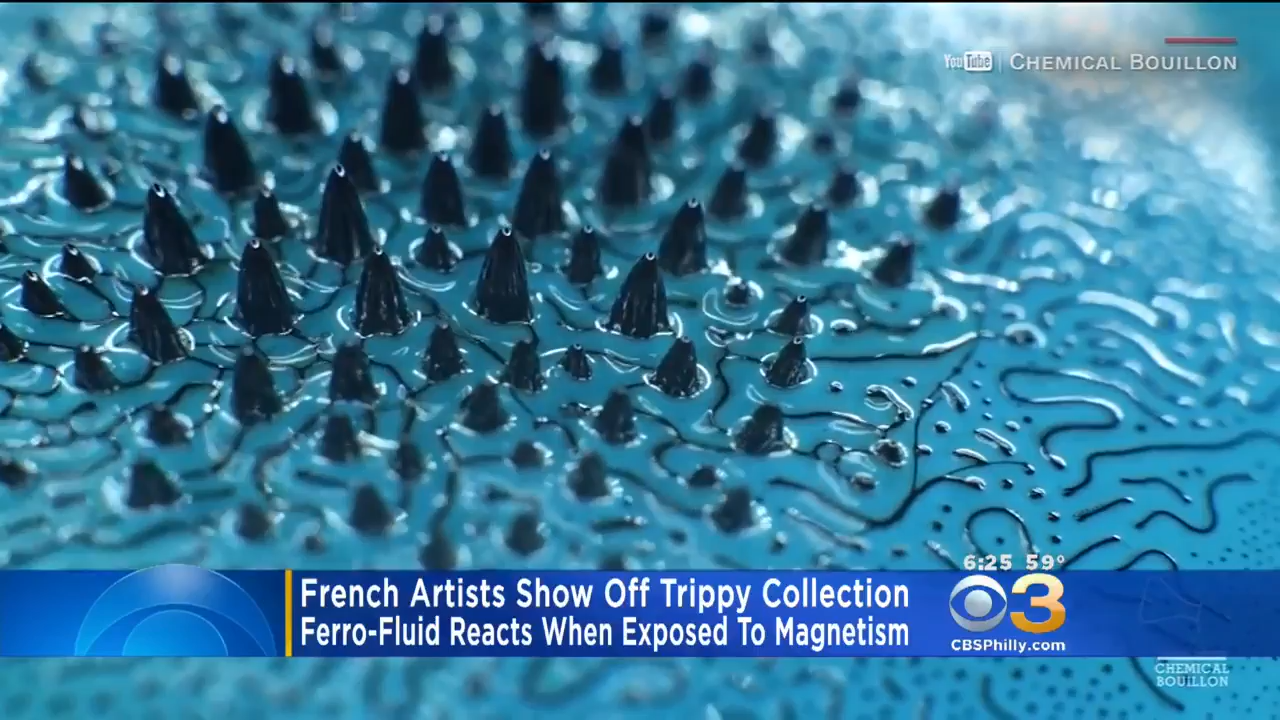 YouTube | CHEMICAL BOUILLON
6:25 59°
French Artists Show Off Trippy Collection
Ferro-Fluid Reacts When Exposed To Magnetism
3
CBSPhilly.com
CHEMICAL
BOUILLON